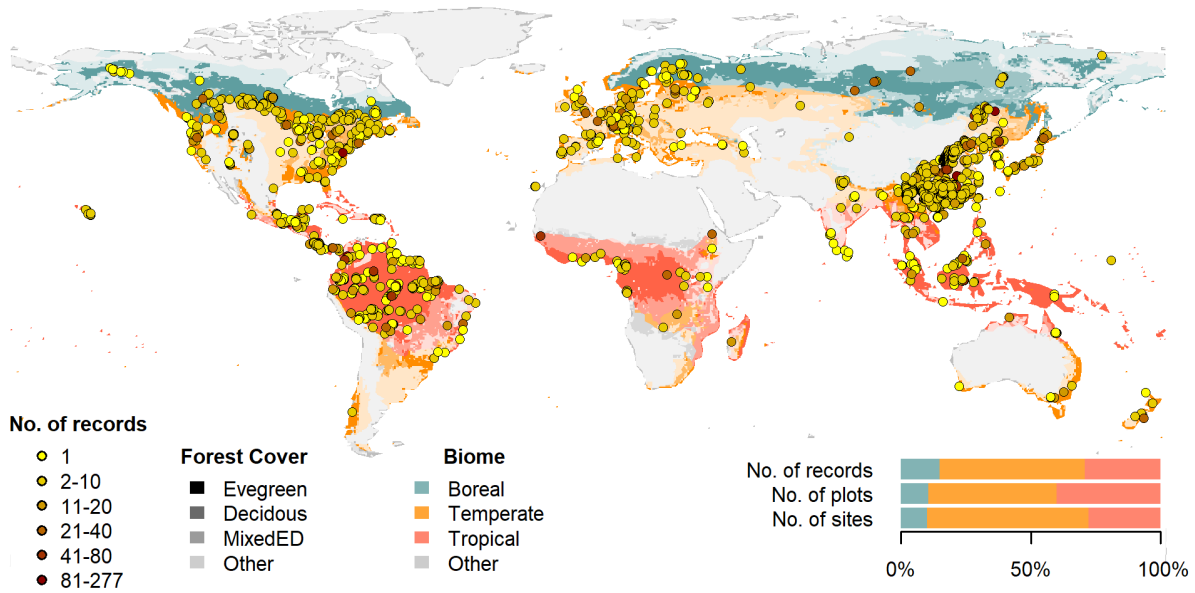 No. of records
1
2-10
11-20
21-40
41-80
81-277
Forest Cover
Evegreen
Decidous
MixedED
Other
Biome
Boreal
Temperate
Tropical
Other
No. of records
No. of plots
No. of sites
0% 50% 100%